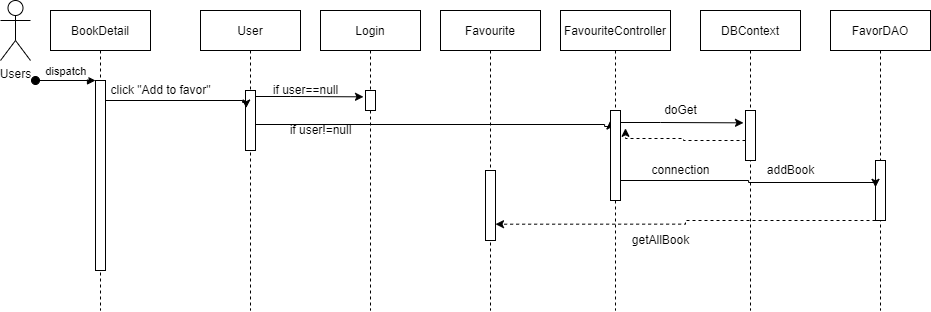 BookDetail
User
Login
Favourite
FavouriteController
DBContext
FavorDAO
Users
dispatch
click "Add to favor"
if user==null
if user!=null
doGet
connection
addBook
getAllBook